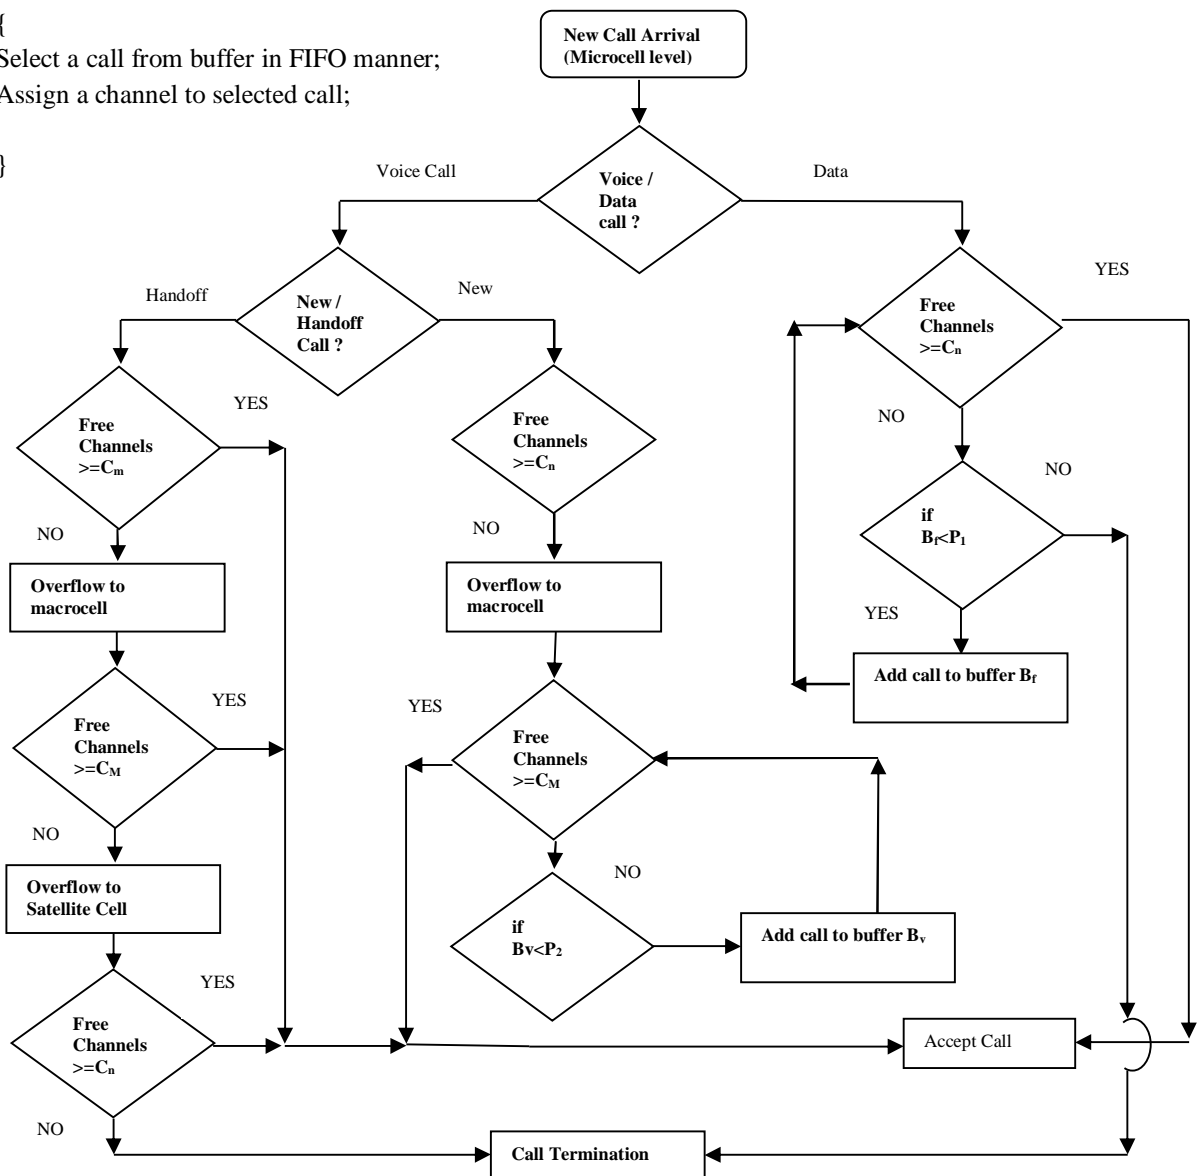 {
Select a call from buffer in FIFO manner;
Assign a channel to selected call;
}
New Call Arrival
(Microcell level)
Voice Call
Voice /
Data
call ?
Data
Handoff
New /
Handoff
Call ?
New
YES
Free
Channels
>=Cn
Free
Channels
>=Cm
YES
Free
Channels
>=Cn
NO
NO
NO
NO
if
Bf<P1
YES
Overflow to
macrocell
Overflow to
macrocell
Add call to buffer Bf
Free
Channels
>=CM
YES
YES
Free
Channels
>=CM
NO
NO
Overflow to
Satellite Cell
if
Bv<P2
Add call to buffer Bv
Free
Channels
>=Cn
YES
Accept Call
NO
Call Termination